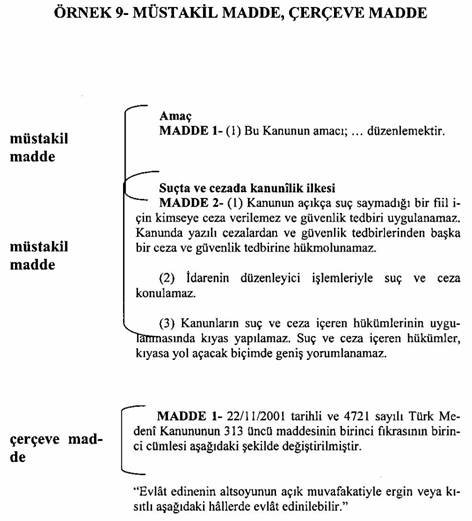 ÖRNEK 9- MÜSTAKİL MADDE, ÇERÇEVE MADDE
müstakil
madde
Amaç
MADDE 1- (1) Bu Kanunun amacı; … düzenlemektir.
müstakil
madde
Suçta ve cezada kanunîlik ilkesi
MADDE 2- (1) Kanunun açıkça suç saymadığı bir fiil i-
çin kimseye ceza verilemez ve güvenlik tedbiri uygulanamaz.
Kanunda yazılı cezalardan ve güvenlik tedbirlerinden başka
bir ceza ve güvenlik tedbirine hükmolunamaz.
(2) İdarenin düzenleyici işlemleriyle suç ve ceza
konulamaz.
(3) Kanunların suç ve ceza içeren hükümlerinin uygu-
lanmasında kıyas yapılamaz. Suç ve ceza içeren hükümler,
kıyasa yol açacak biçimde geniş yorumlanamaz.
çerçeve mad-
de
MADDE 1- 22/11/2001 tarihli ve 4721 sayılı Türk Me-
denî Kanununun 313 üncü maddesinin birinci fıkrasının birin-
ci cümlesi aşağıdaki şekilde değiştirilmiştir.
“Evlât edinenin altsoyunun açık muvafakatiyle ergin veya kı-
sıtlı aşağıdaki hâllerde evlât edinilebilir.”